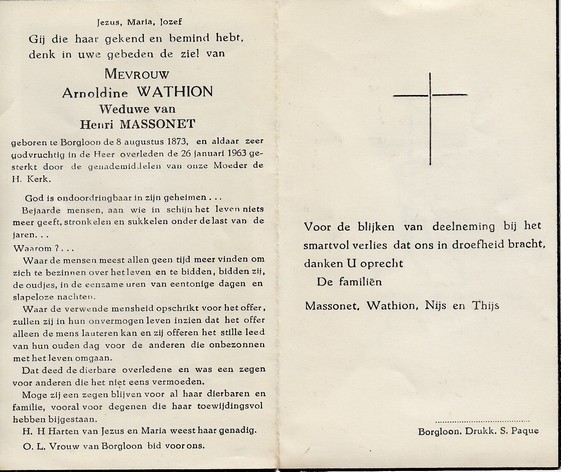 Jezus, Maria, Jozef
Gij die haar gekend en bemind hebt,
denk in uwe gebeden de ziel van
MEVROUW
Arnoldine WATHION
Weduwe van
Henri MASSONET
geboren te Borgloon de 8 augustus 1873, en aldaar zeer
godvruchtig in de Heer overleden de 26 januari 1963 ge-
sterkt door de genademiddelen van onze Moeder de
H. Kerk.
God is ondoordringbaar in zijn geheimen . . .
Bejaarde mensen, aan wie in schijn het leven niets
meer geeft, stronkelen en sukkelen onder de last van de
jaren. . .
Waarom ? . . .
Waar de mensen meest allen geen tijd meer vinden om
zich te bezinnen over het leven en te bidden, bidden zij,
de oudjes, in de eenzame uren van eentonige dagen en
slapeloze nachten.
Waar de verwende mensheid opschrikt voor het offer,
zullen zij in hun onvermogen leven inzien dat het offer
alleen de mens lauteren kan en zij offeren het stille leed
van hun ouden dag voor de anderen die onbezonnen
met het leven omgaan.
Dat deed de dierbare overledene en was een zegen
voor anderen die het niet eens vermoeden.
Moge zij een zegen blijven voor al haar dierbaren en
familie, vooral voor degenen die haar toewijdingsvol
hebben bijgestaan.
H. H Harten van Jezus en Maria weest haar genadig.
O. L. Vrouw van Borgloon bid voor ons.
Voor de blijken van deelneming bij het
smartvol verlies dat ons in droefheid bracht,
danken U oprecht
De familiën
Massonet, Wathion, Nijs en Thijs
Borgloon. Drukk. S. Paque